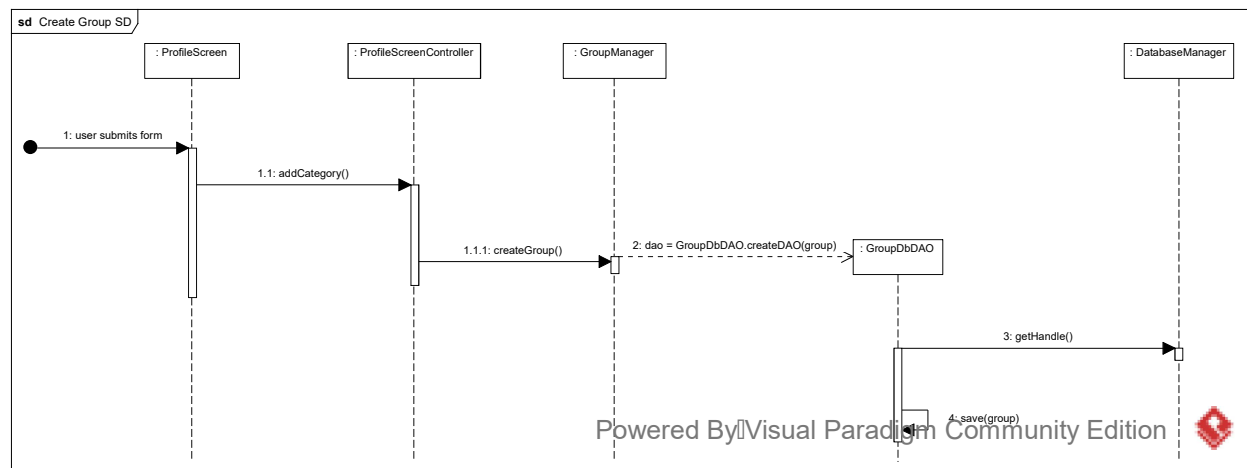 sd Create Group SD
: ProfileScreen
: ProfileScreenController
: GroupManager
: DatabaseManager
1: user submits form
1.1: addCategory()
1.1.1: createGroup()
2: dao = GroupDbDAO.createDAO(group)
: GroupDbDAO
3: getHandle()
4: save(group)
Powered By Visual Paradigm Community Edition